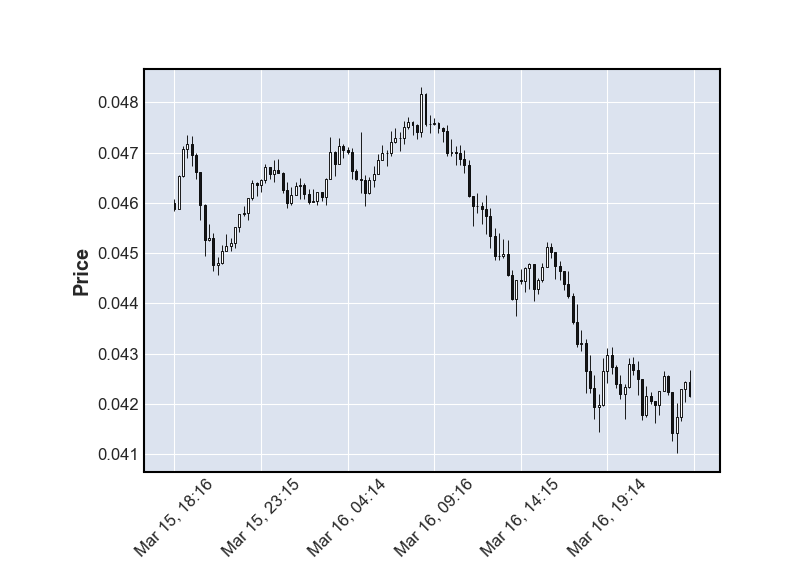 0.048
0.047
0.046
0.045
0.044
0.043
0.042
0.041
Price
Mar 15, 18:16
Mar 15, 23:15
Mar 16, 04:14
Mar 16, 09:16
Mar 16, 14:15
Mar 16, 19:14